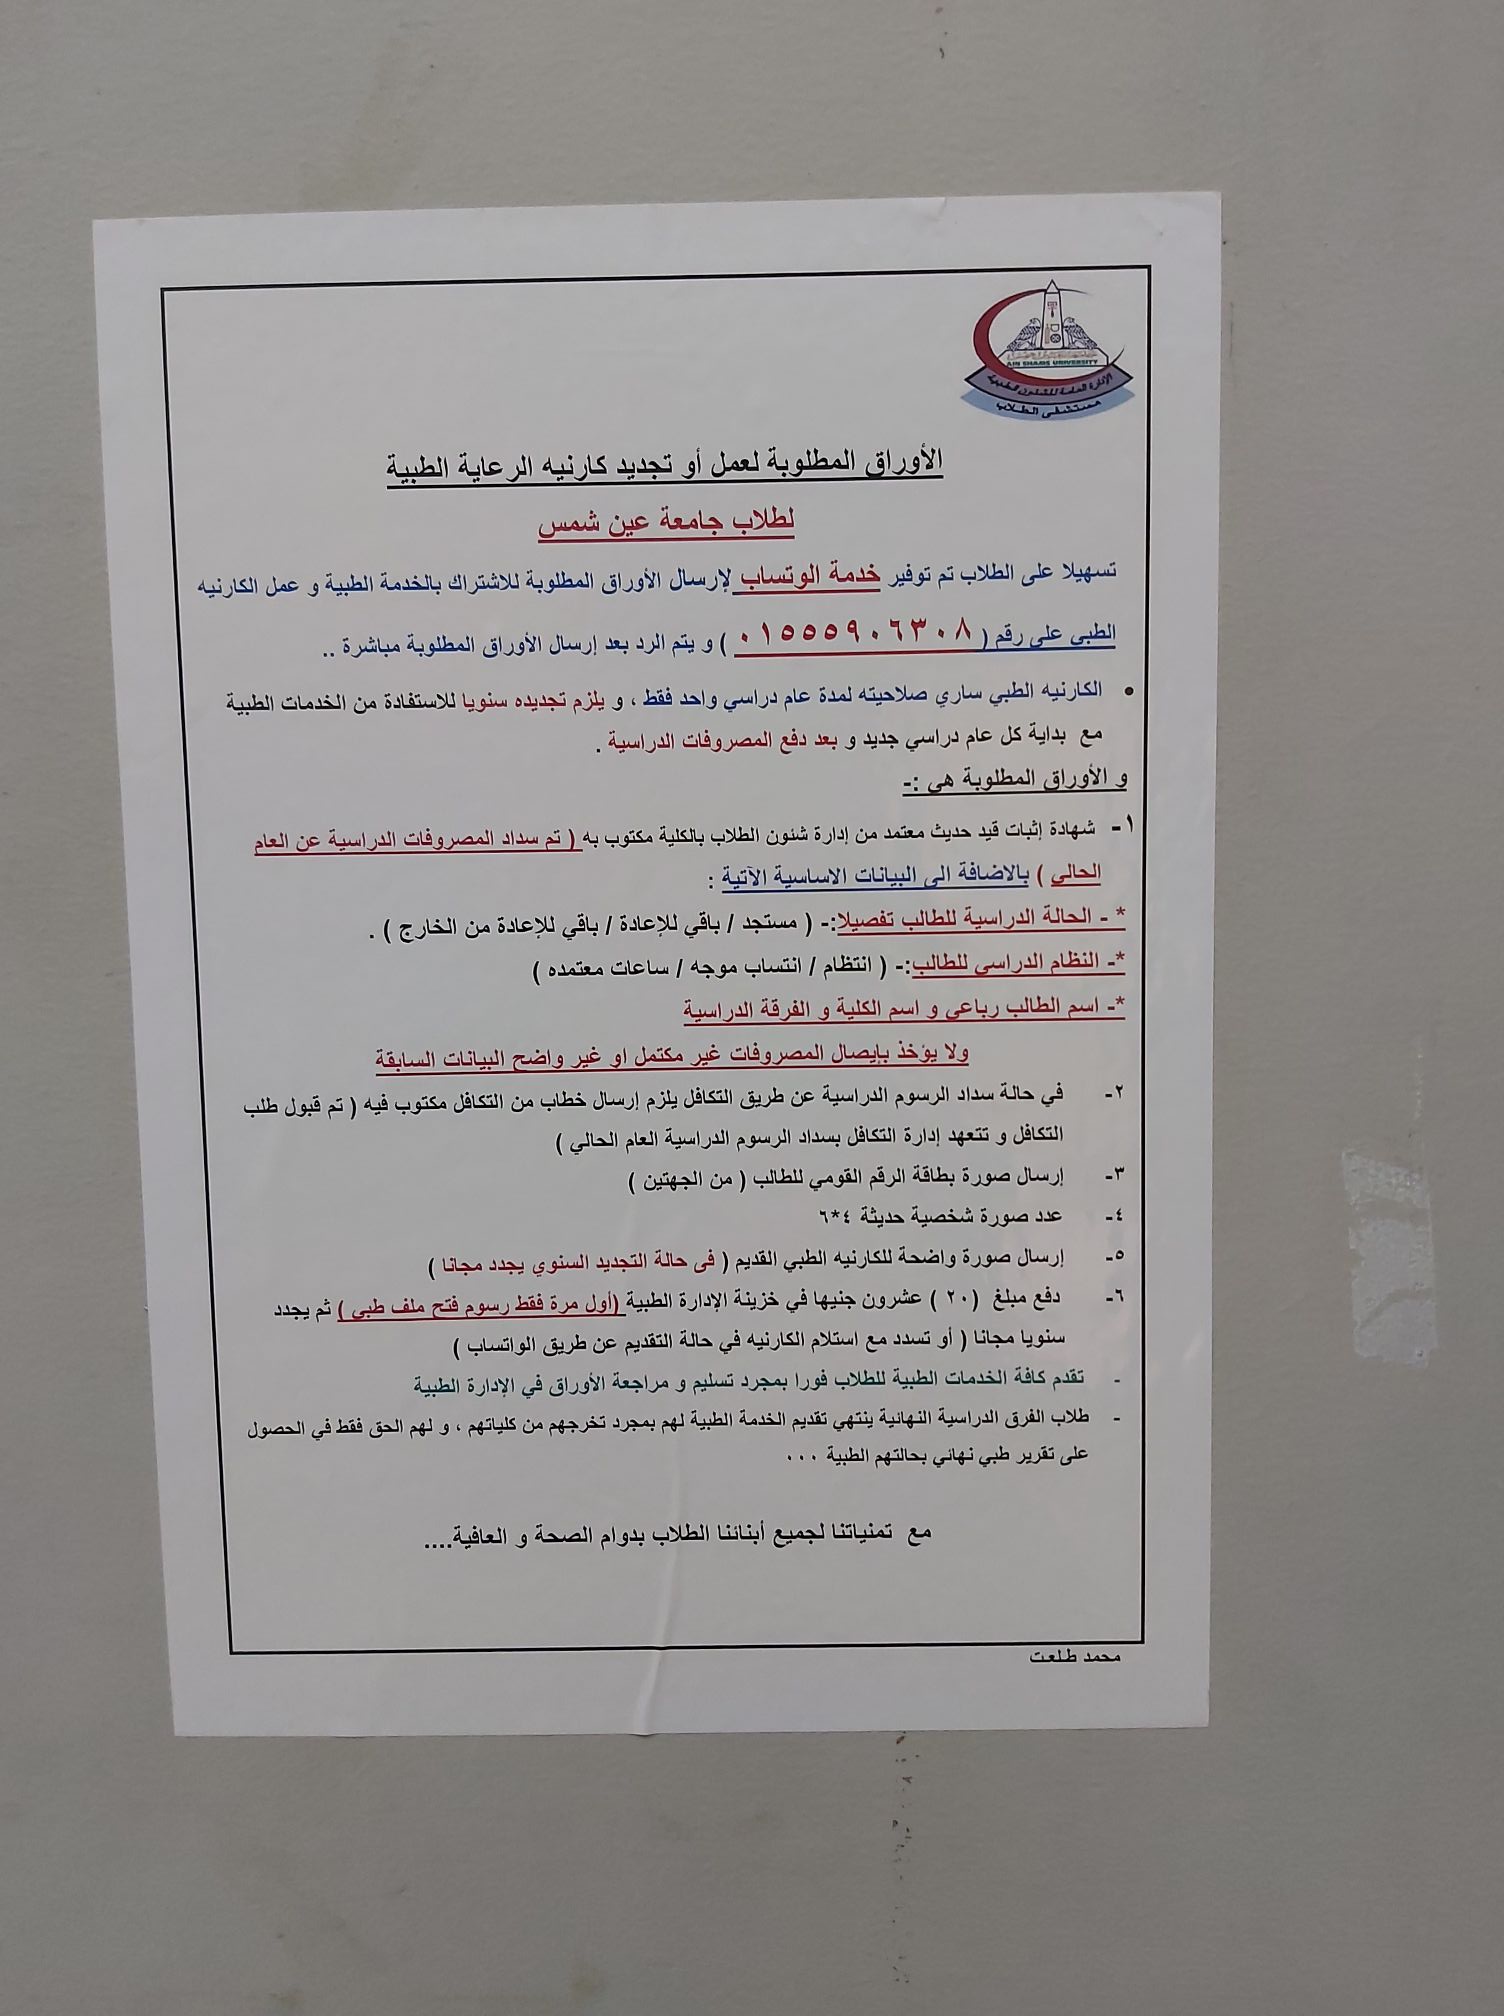 AIN SHAMS UNIVERSITY
الإدارة العامة للشئون الطبية
مستشفى الطلاب
الأوراق المطلوبة لعمل أو تجديد كارنيه الرعاية الطبية
لطلاب جامعة عين شمس
تسهيلا على الطلاب تم توفير خدمة الوتساب لإرسال الأوراق المطلوبة للاشتراك بالخدمة الطبية و عمل الكارنيه
الطبى على رقم ( ٠١٥٥٥٩٠٦٣٠٨ ) و يتم الرد بعد إرسال الأوراق المطلوبة مباشرة ..
• الكارنيه الطبي ساري صلاحيته لمدة عام دراسي واحد فقط ، و يلزم تجديده سنويا للاستفادة من الخدمات الطبية
مع بداية كل عام دراسي جديد و بعد دفع المصروفات الدراسية .
و الأوراق المطلوبة هى :-
١- شهادة إثبات قيد حديث معتمد من إدارة شئون الطلاب بالكلية مكتوب به ( تم سداد المصروفات الدراسية عن العام
الحالى ) بالاضافة الى البيانات الاساسية الآتية :
* - الحالة الدراسية للطالب تفصيلا:- ( مستجد / باقي للإعادة / باقي للإعادة من الخارج ) .
*- النظام الدراسى للطالب:- ( انتظام / انتساب موجه / ساعات معتمده )
*- اسم الطالب رباعى و اسم الكلية و الفرقة الدراسية
ولا يؤخذ بإيصال المصروفات غير مكتمل او غير واضح البيانات السابقة
٢- في حالة سداد الرسوم الدراسية عن طريق التكافل يلزم إرسال خطاب من التكافل مكتوب فيه ( تم قبول طلب
التكافل و تتعهد إدارة التكافل بسداد الرسوم الدراسية العام الحالي )
٣- إرسال صورة بطاقة الرقم القومي للطالب ( من الجهتين )
٤- عدد صورة شخصية حديثة ٤*٦
٥- إرسال صورة واضحة للكارنيه الطبي القديم ( فى حالة التجديد السنوي يجدد مجانا )
٦- دفع مبلغ ( ٢٠ ) عشرون جنيها في خزينة الإدارة الطبية (أول مرة فقط رسوم فتح ملف طبى ) ثم يجدد
سنويا مجانا ( أو تسدد مع استلام الكارنيه في حالة التقديم عن طريق الواتساب )
- تقدم كافة الخدمات الطبية للطلاب فورا بمجرد تسليم و مراجعة الأوراق في الإدارة الطبية
- طلاب الفرق الدراسية النهائية ينتهي تقديم الخدمة الطبية لهم بمجرد تخرجهم من كلياتهم ، و لهم الحق فقط في الحصول
على تقرير طبي نهائي بحالتهم الطبية ...
مع تمنياتنا لجميع أبنائنا الطلاب بدوام الصحة و العافية....
محمد طلعت